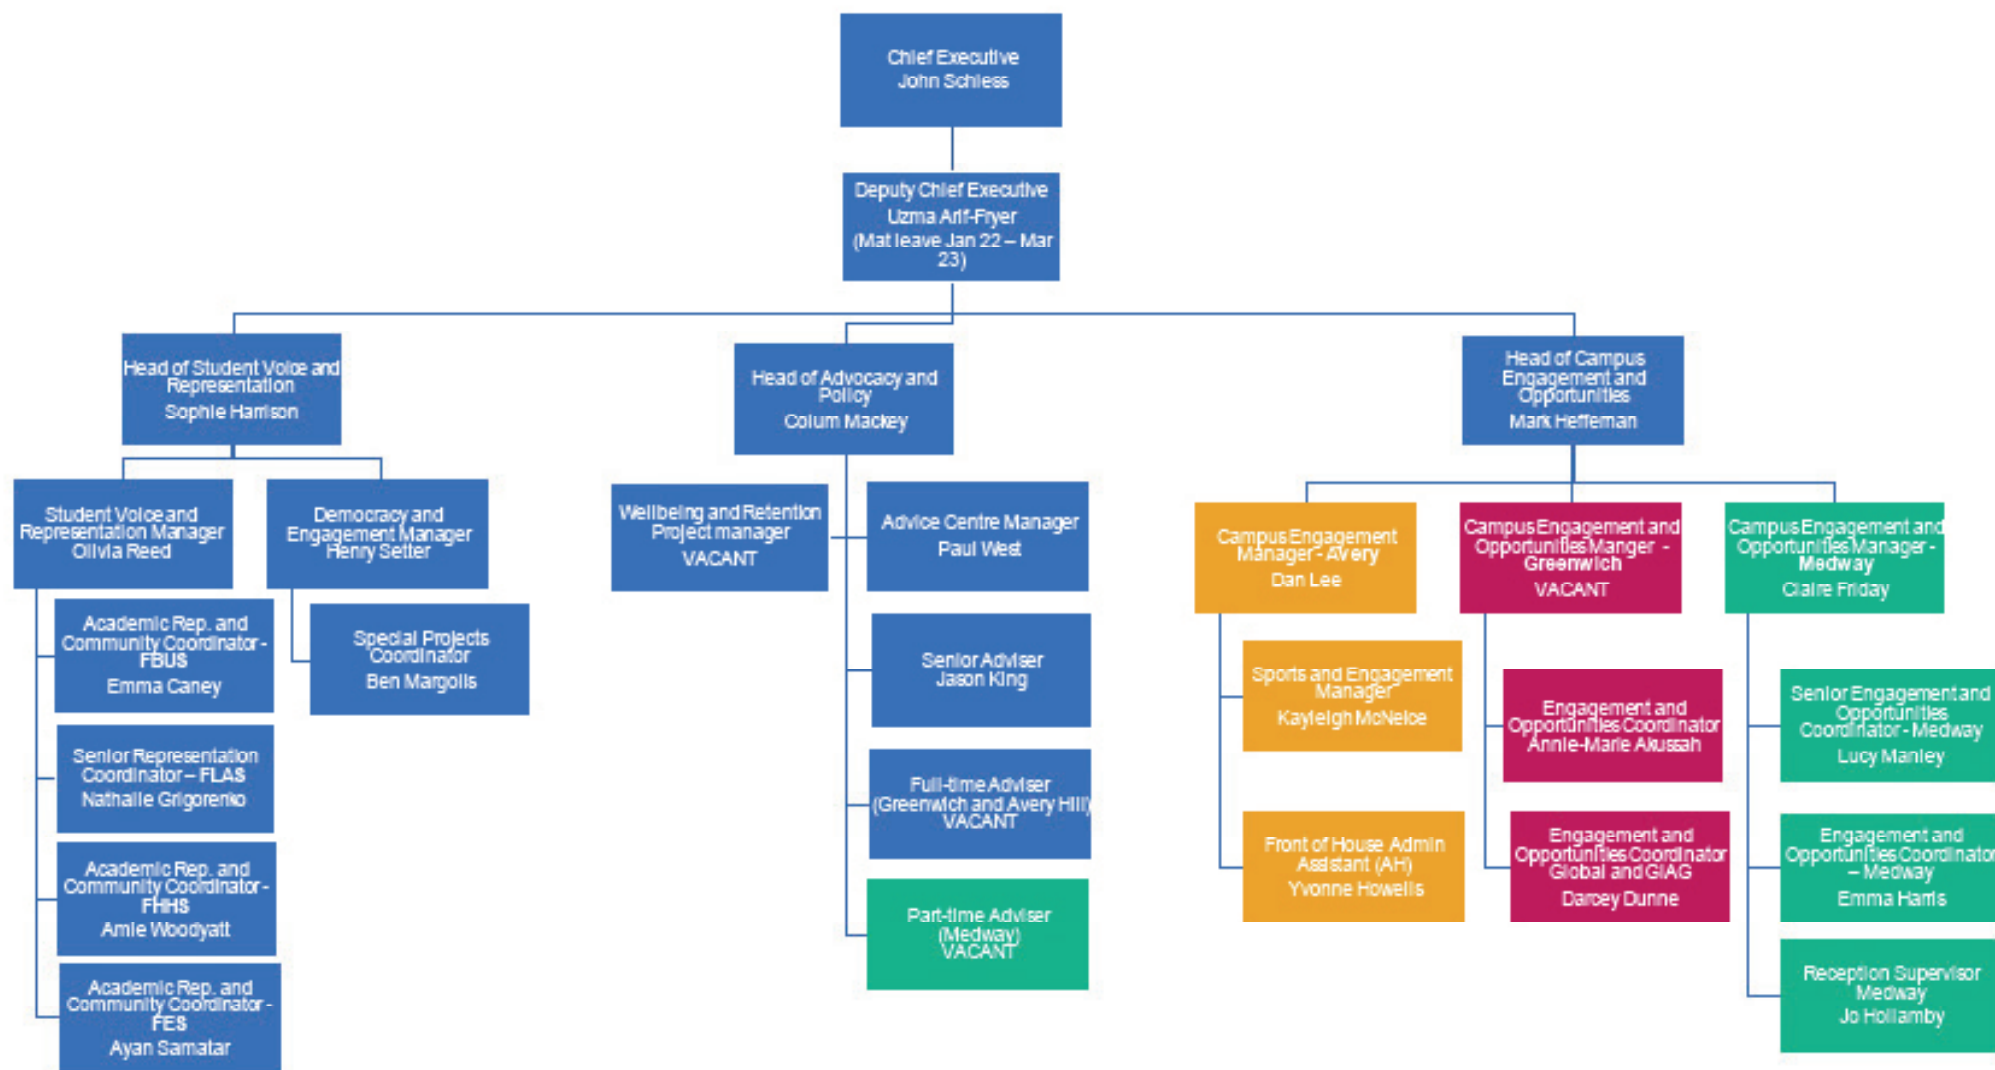 Chief Executive
John Schless
Deputy Chief Executive
Uzma Arif-Fryer
(Mat leave Jan 22 – Mar
23)
Head of Student Voice and
Representation
Sophie Harrison
Head of Advocacy and
Policy
Colum Mackey
Head of Campus
Engagement and
Opportunities
Mark Heffernan
Student Voice and
Representation Manager
Olivia Reed
Democracy and
Engagement Manager
Henry Setter
Academic Rep. and
Community Coordinator -
FBUS
Emma Caney
Special Projects
Coordinator
Ben Margolis
Senior Representation
Coordinator – FLAS
Nathalie Grigorenko
Academic Rep. and
Community Coordinator -
FHHS
Amie Woodyatt
Academic Rep. and
Community Coordinator -
FES
Ayan Samatar
Wellbeing and Retention
Project manager
VACANT
Advice Centre Manager
Paul West
Senior Adviser
Jason King
Full-time Adviser
(Greenwich and Avery Hill)
VACANT
Part-time Adviser
(Medway)
VACANT
Campus Engagement
Manager - Avery
Dan Lee
Sports and Engagement
Manager
Kayleigh McNeice
Front of House Admin
Assistant (AH)
Yvonne Howells
Campus Engagement and
Opportunities Manger -
Greenwich
VACANT
Engagement and
Opportunities Coordinator
Annie-Marie Akussah
Engagement and
Opportunities Coordinator
Global and GIAG
Darcey Dunne
Campus Engagement and
Opportunities Manager -
Medway
Claire Friday
Senior Engagement and
Opportunities
Coordinator - Medway
Lucy Manley
Engagement and
Opportunities Coordinator
– Medway
Emma Harris
Reception Supervisor
Medway
Jo Hollamby